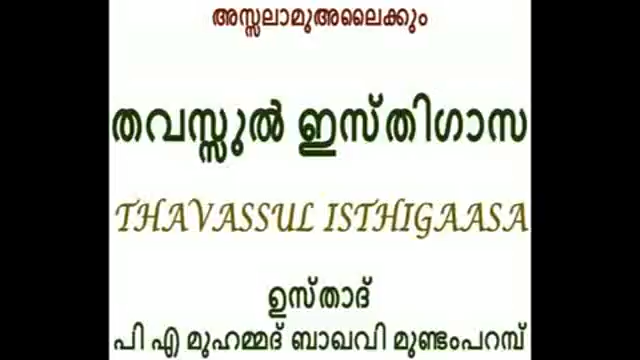 അസ്സലാമുഅലൈക്കും
തവസ്സുൽ ഇസ്തിഗാസ
THAVASSUL ISTHIGAASA
ഉസ്താദ്
പി എ മുഹമ്മദ് ബാഖവി മുണ്ടംപറമ്പ്